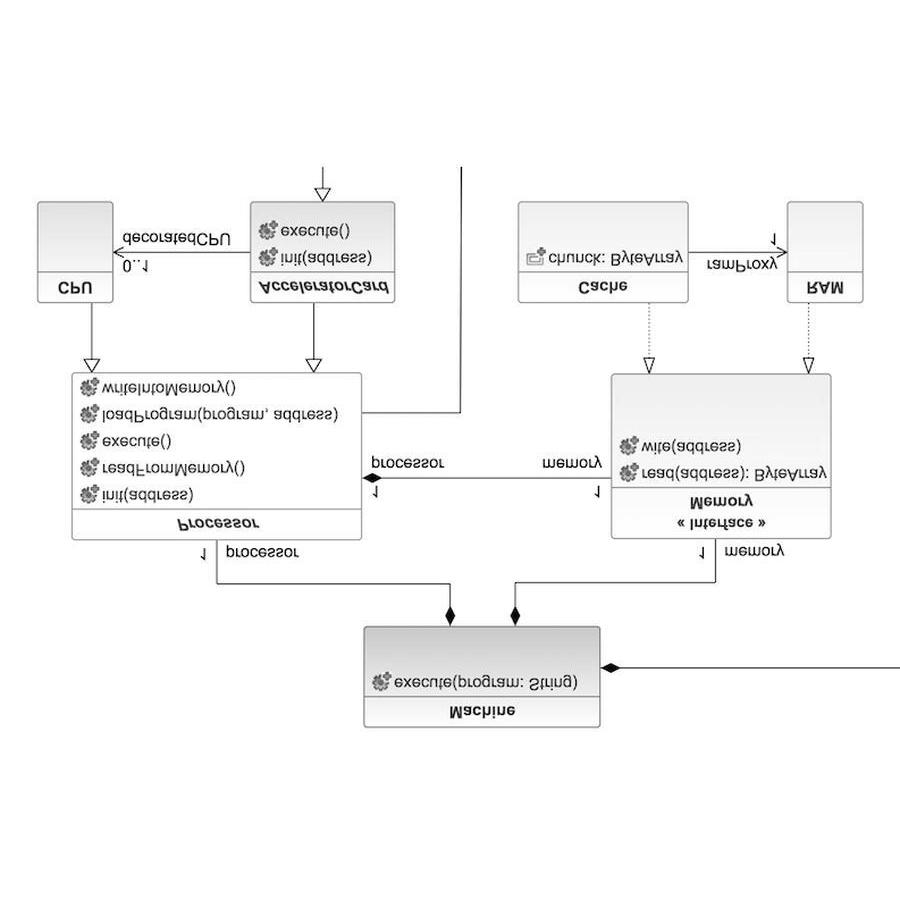 Machine
execute(program: String)
1
processor
1
memory
Processor
init(address)
readFromMemory()
execute()
loadProgram(program, address)
writeIntoMemory()
1
processor
1
memory
« Interface »
Memory
read(address): ByteArray
wite(address)
CPU
0..1
decoratedCPU
AcceleratorCard
init(address)
execute()
Cache
chunck: ByteArray
ramProxy
1
RAM